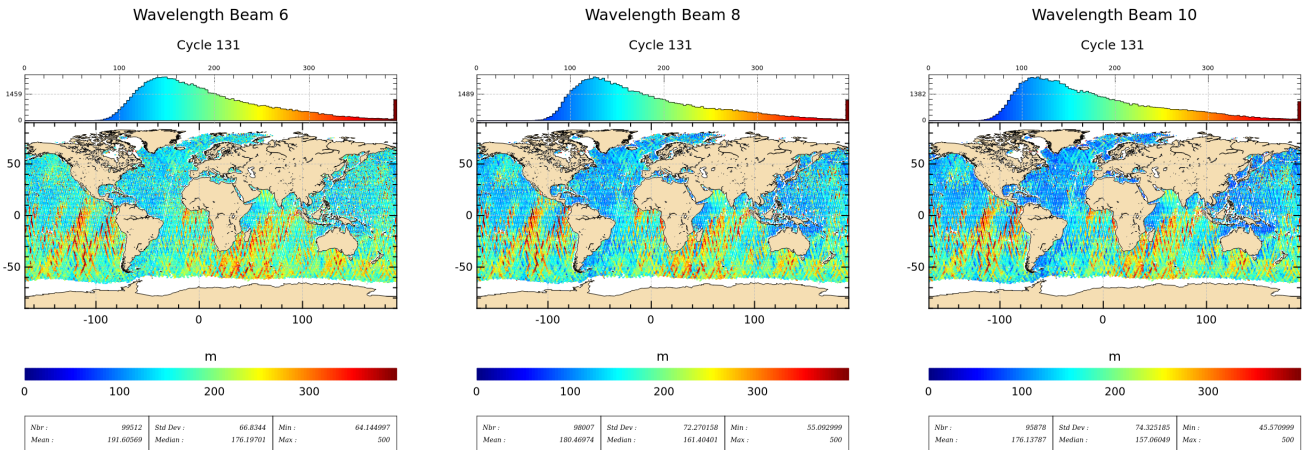 Wavelength Beam 6
Cycle 131
0 100 200 300
1459
0
50
0
-50
-100 0 100
m
0 100 200 300
Nbr : 99512 Std Dev : 66.8344 Min : 64.144997
Mean : 191.60569 Median : 176.19701 Max : 500
Wavelength Beam 8
Cycle 131
0 100 200 300
1489
0
50
0
-50
-100 0 100
m
0 100 200 300
Nbr : 98007 Std Dev : 72.270158 Min : 55.092999
Mean : 180.46974 Median : 161.40401 Max : 500
Wavelength Beam 10
Cycle 131
0 100 200 300
1382
0
50
0
-50
-100 0 100
m
0 100 200 300
Nbr : 95878 Std Dev : 74.325185 Min : 45.570999
Mean : 176.13787 Median : 157.06049 Max : 500